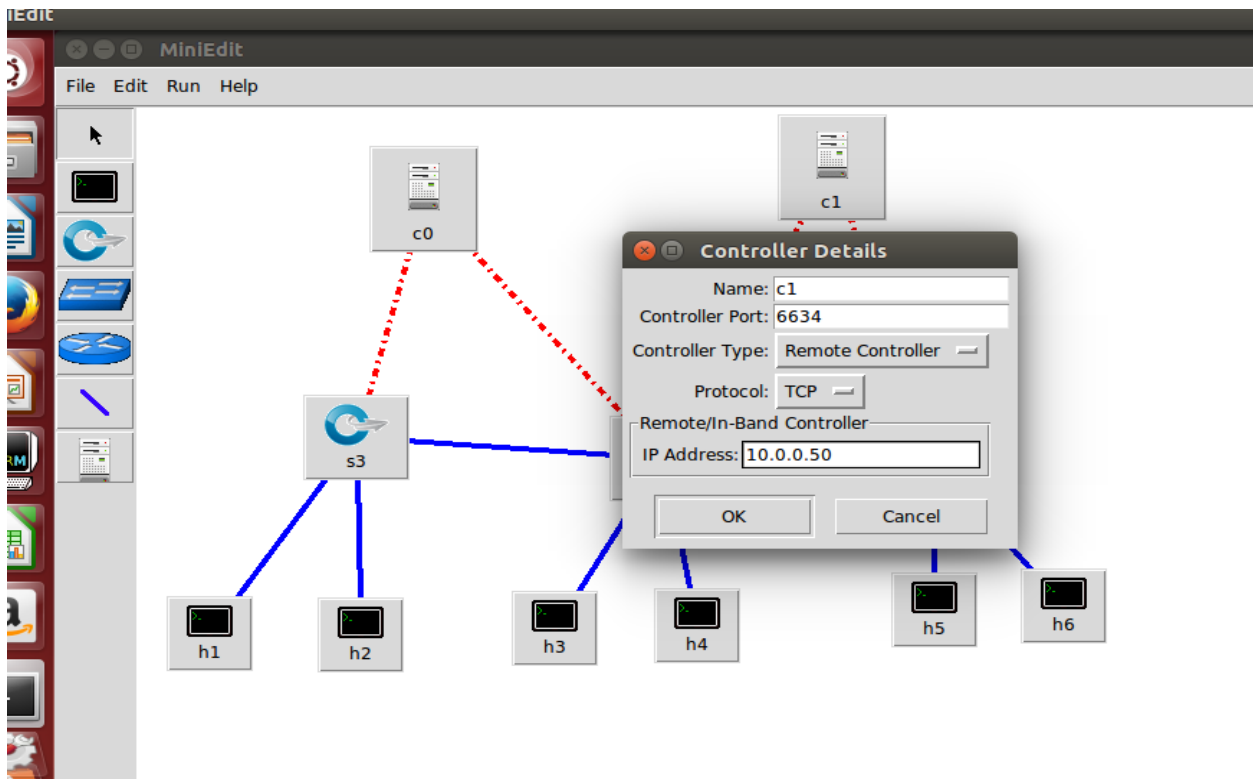 iEdit
MiniEdit
File Edit Run Help
c0
c1
Controller Details
Name: c1
Controller Port: 6634
Controller Type: Remote Controller
Protocol: TCP
Remote/In-Band Controller
IP Address: 10.0.0.50
OK Cancel
s3
h1
h2
h3
h4
h5
h6